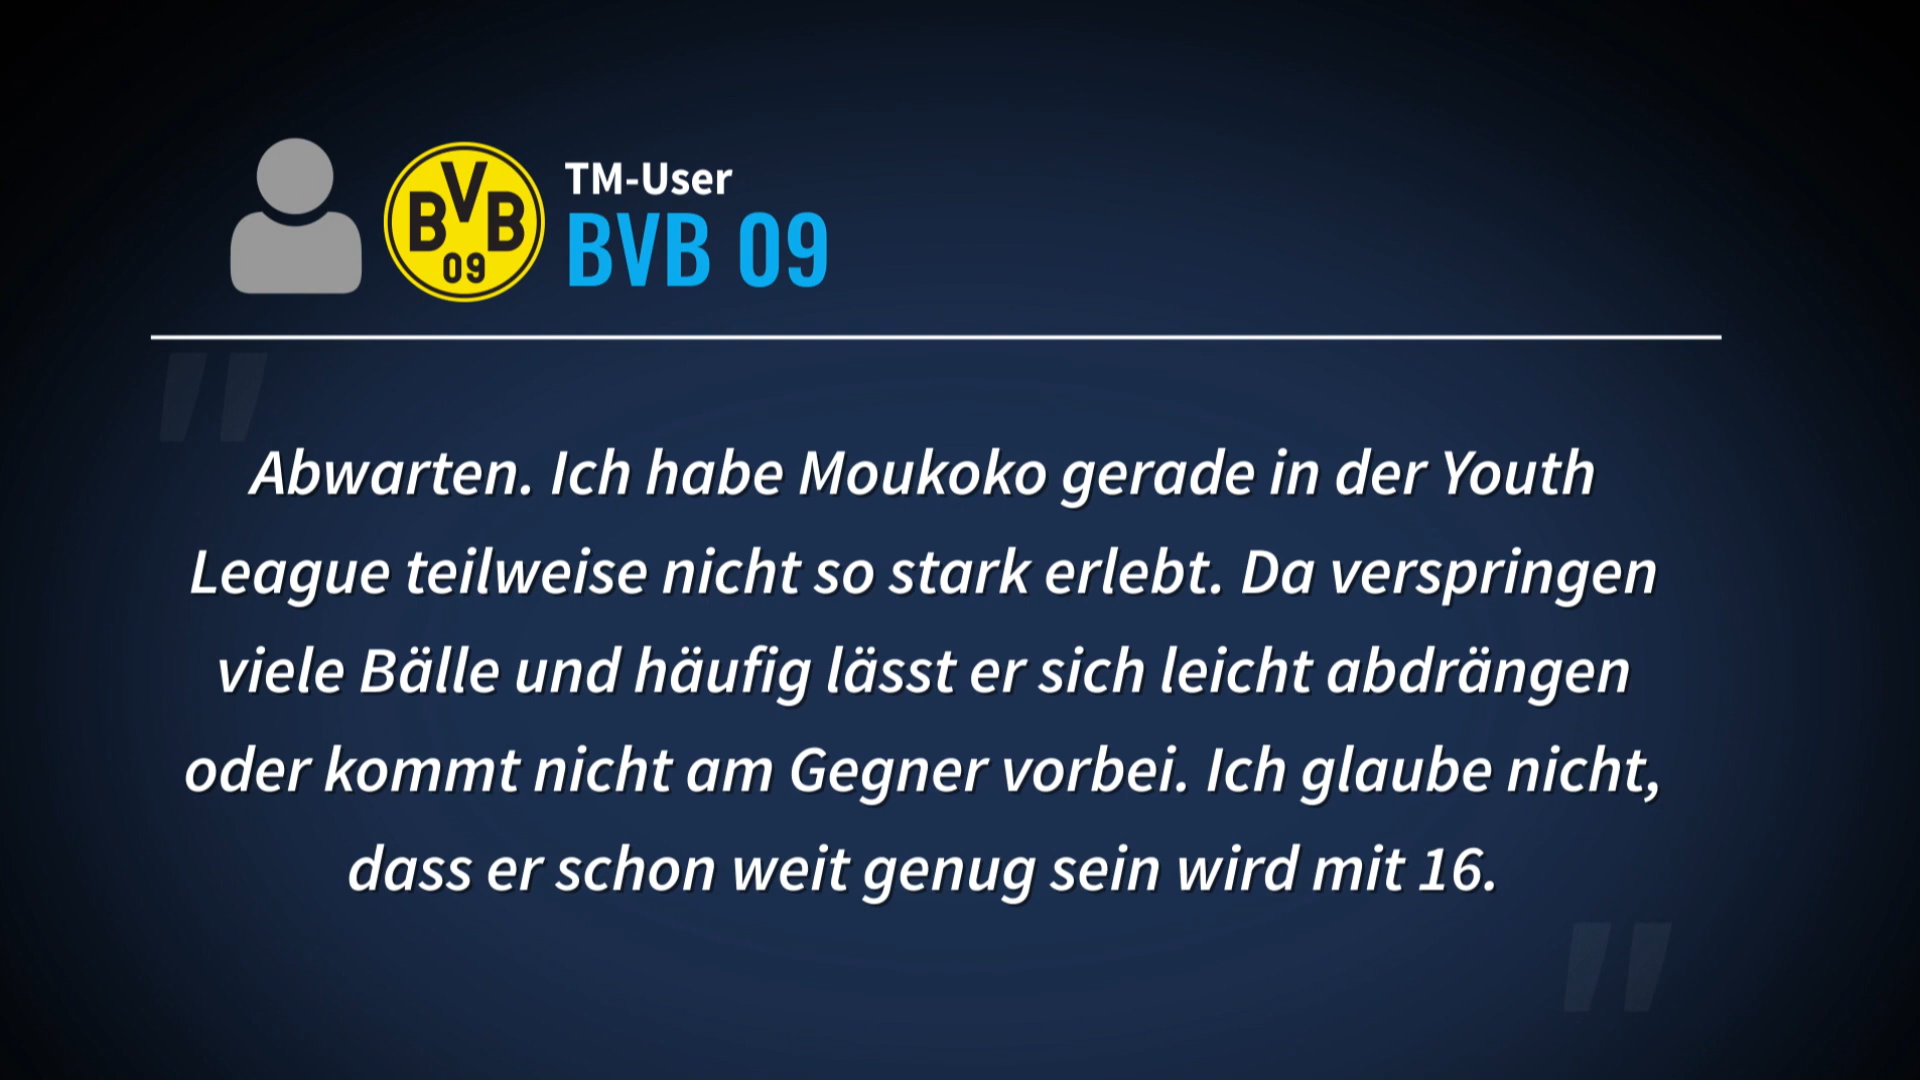 BVB
09
TM-User
BVB 09
"
Abwarten. Ich habe Moukoko gerade in der Youth
League teilweise nicht so stark erlebt. Da verspringen
viele Bälle und häufig lässt er sich leicht abdrängen
oder kommt nicht am Gegner vorbei. Ich glaube nicht,
dass er schon weit genug sein wird mit 16.
"